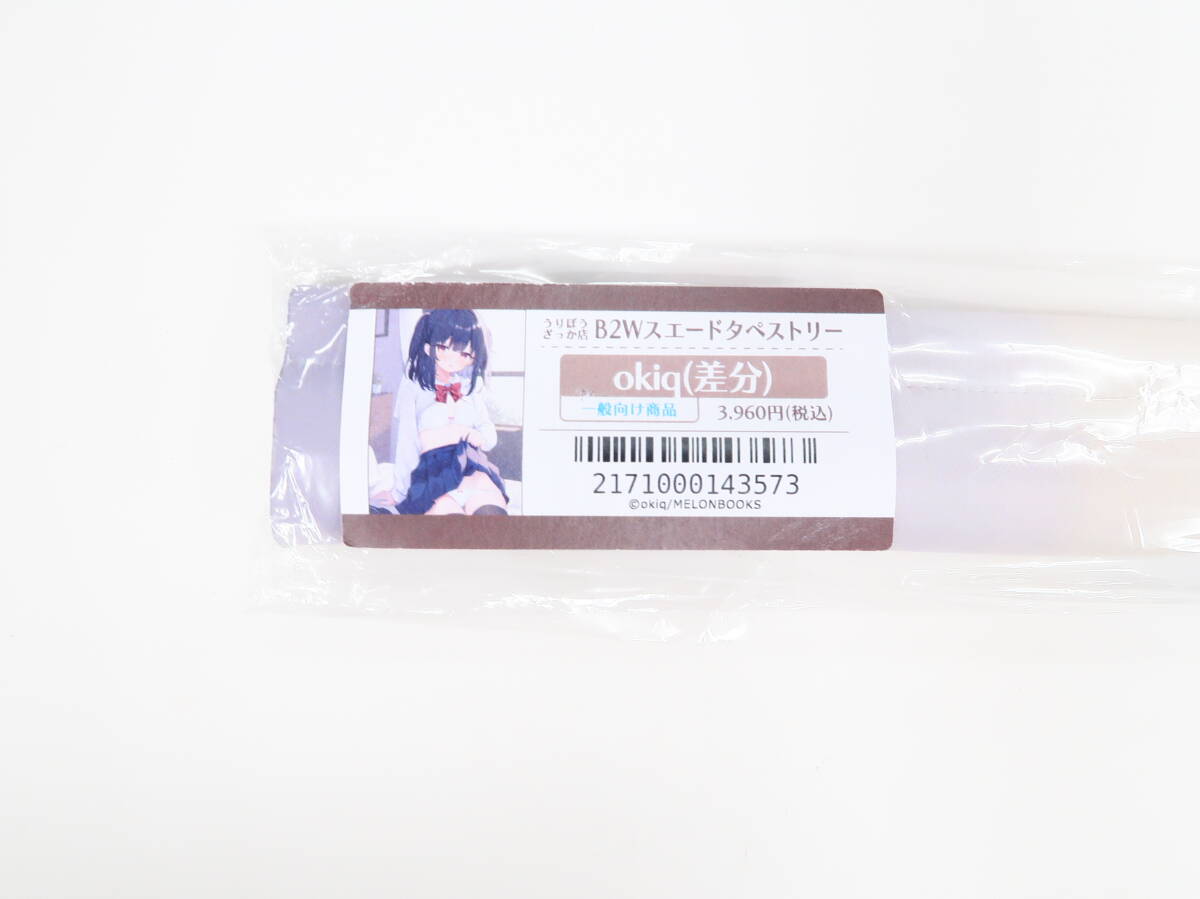 うりぼう
ざっか店 B2Wスエードタペストリー
okiq(差分)
一般向け商品 3,960円(税込)
2171000143573
©okiq/MELONBOOKS